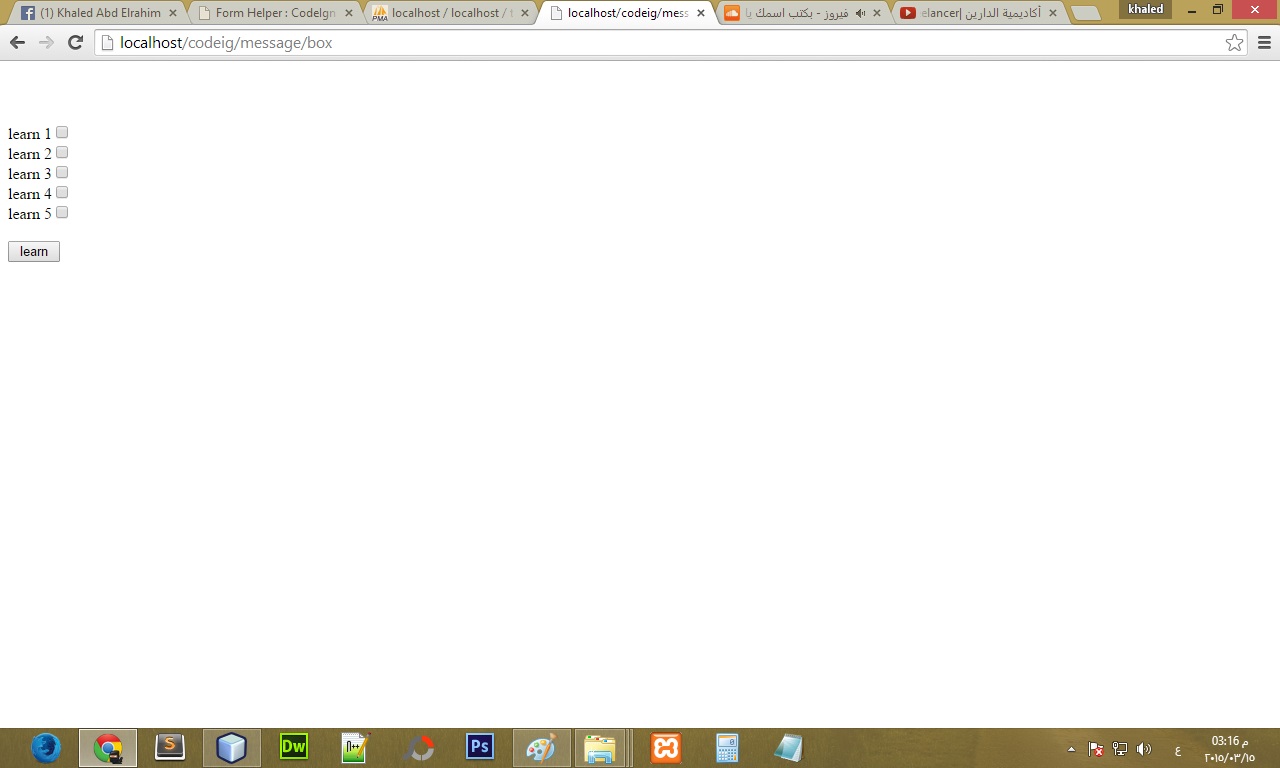 (1) Khaled Abd Elrahim
Form Helper : CodeIgn
localhost / localhost / t
localhost/codeig/mess
فيروز - بكتب اسمك يا
elancer| أكاديمية الدارين
khaled
localhost/codeig/message/box
learn 1
learn 2
learn 3
learn 4
learn 5
learn
PMA
S
Dw
Ps
ع
03:16 م
٢٠١٥/٠٣/١٥